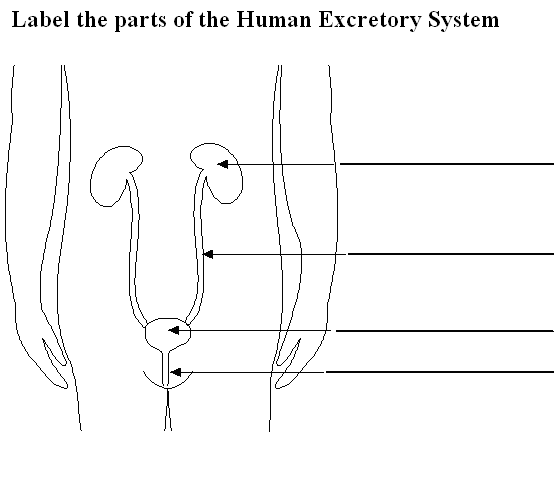 Label the parts of the Human Excretory System